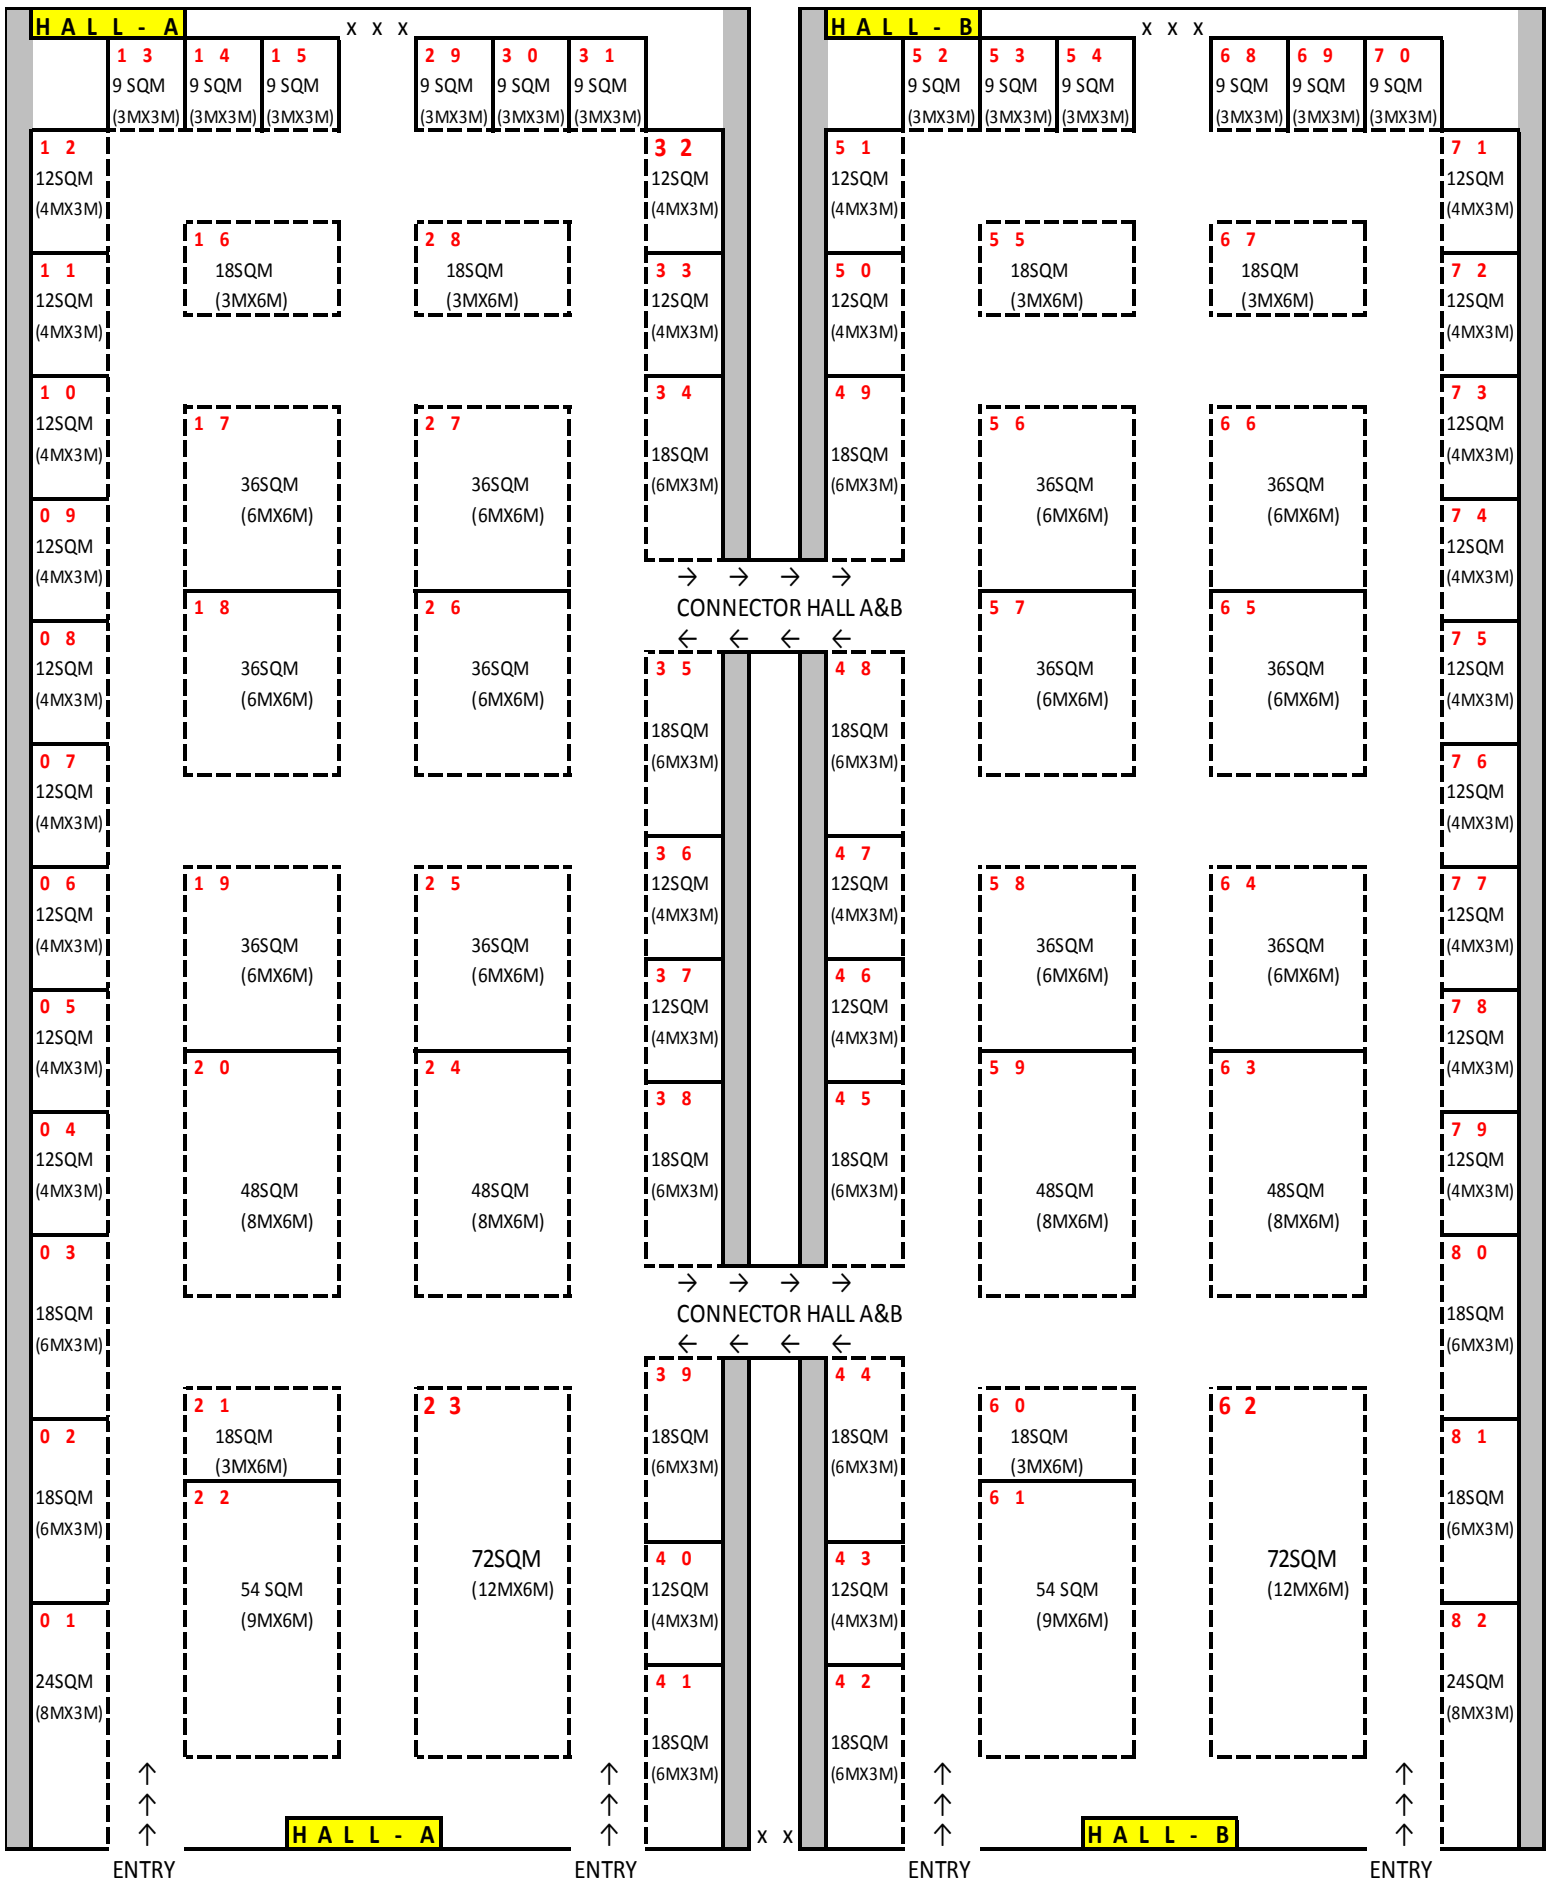 HALL-A
x x x
HALL-B
x x x
13 14 15 29 30 31 52 53 54 68 69 70
9 SQM 9 SQM 9 SQM 9 SQM 9 SQM 9 SQM 9 SQM 9 SQM 9 SQM 9 SQM 9 SQM 9 SQM
(3MX3M) (3MX3M) (3MX3M) (3MX3M) (3MX3M) (3MX3M) (3MX3M) (3MX3M) (3MX3M) (3MX3M) (3MX3M) (3MX3M)
12 32 51 71
12SQM 12SQM 12SQM 12SQM
(4MX3M) (4MX3M) (4MX3M) (4MX3M)
16 28 55 67
11 33 50 72
18SQM 18SQM 18SQM 18SQM
12SQM (3MX6M) (3MX6M) 12SQM 12SQM (3MX6M) (3MX6M) 12SQM
(4MX3M) (4MX3M) (4MX3M) (4MX3M)
10 34 49 73
12SQM 17 27 56 66 12SQM
(4MX3M) 18SQM 18SQM (4MX3M)
36SQM 36SQM 36SQM 36SQM
(6MX3M) (6MX3M)
09 (6MX6M) (6MX6M) (6MX6M) (6MX6M) 74
12SQM 12SQM
(4MX3M) → → → → (4MX3M)
18 26 CONNECTOR HALL A&B 57 65
08 ← ← ← ← 75
12SQM 36SQM 36SQM 35 48 36SQM 36SQM 12SQM
(4MX3M) (6MX6M) (6MX6M) (6MX6M) (6MX6M) (4MX3M)
18SQM 18SQM
07 (6MX3M) (6MX3M) 76
12SQM 12SQM
(4MX3M) (4MX3M)
36 47
06 19 25 12SQM 12SQM 58 64 77
12SQM (4MX3M) (4MX3M) 12SQM
(4MX3M) 36SQM 36SQM 36SQM 36SQM (4MX3M)
(6MX6M) (6MX6M) 37 46 (6MX6M) (6MX6M)
05 12SQM 12SQM 78
12SQM (4MX3M) (4MX3M) 12SQM
(4MX3M) 20 24 59 63 (4MX3M)
38 45
04 79
12SQM 18SQM 18SQM 12SQM
(4MX3M) 48SQM 48SQM (6MX3M) (6MX3M) 48SQM 48SQM (4MX3M)
(8MX6M) (8MX6M) (8MX6M) (8MX6M)
03 80
→ → → →
18SQM CONNECTOR HALL A&B 18SQM
(6MX3M) ← ← ← ← (6MX3M)
39 44
21 23 60 62
02 18SQM 18SQM 18SQM 18SQM 81
(3MX6M) (6MX3M) (6MX3M) (3MX6M)
18SQM 22 61 18SQM
(6MX3M) (6MX3M)
72SQM 40 43 72SQM
54 SQM (12MX6M) 12SQM 12SQM 54 SQM (12MX6M)
01 (9MX6M) (4MX3M) (4MX3M) (9MX6M) 82
24SQM 41 42 24SQM
(8MX3M) (8MX3M)
18SQM 18SQM
↑ ↑ (6MX3M) (6MX3M) ↑ ↑
↑ ↑ ↑ ↑
↑ HALL-A ↑ x x ↑ HALL-B ↑
ENTRY ENTRY ENTRY ENTRY